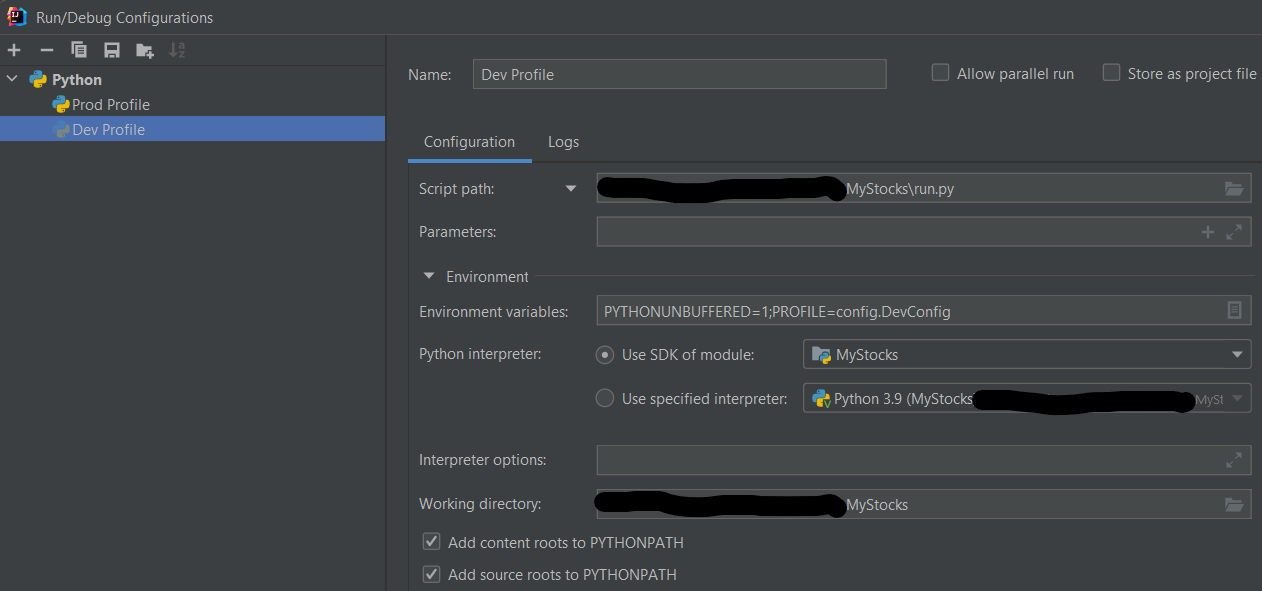 Run/Debug Configurations
Python
Prod Profile
Dev Profile
Name: Dev Profile Allow parallel run Store as project file
Configuration Logs
Script path: MyStocks\run.py
Parameters:
Environment
Environment variables: PYTHONUNBUFFERED=1;PROFILE=config.DevConfig
Python interpreter: Use SDK of module: MyStocks
Use specified interpreter: Python 3.9 (MyStocks MySt
Interpreter options:
Working directory: MyStocks
Add content roots to PYTHONPATH
Add source roots to PYTHONPATH